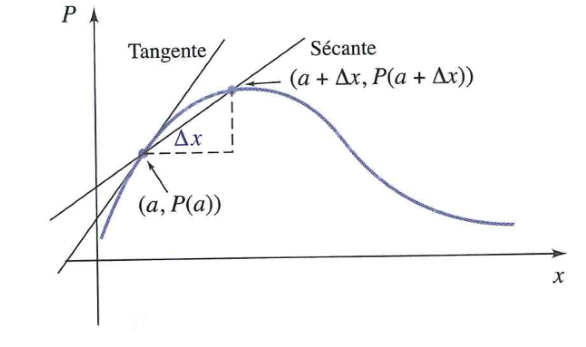 P
Tangente
Sécante
(a + Δx, P(a + Δx))
Δx
(a, P(a))
x